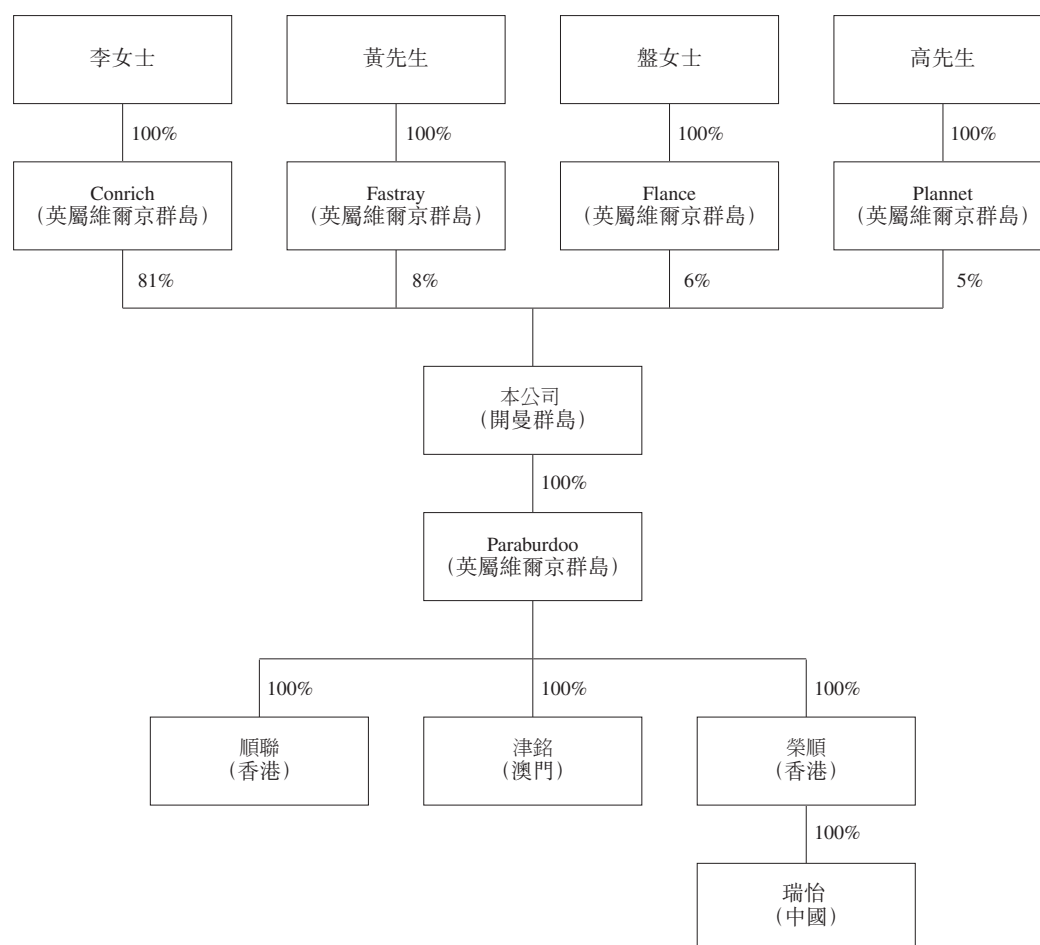 李女士
黃先生
盤女士
高先生
100%
100%
100%
100%
Conrich
（英屬維爾京群島）
Fastray
（英屬維爾京群島）
Flance
（英屬維爾京群島）
Plannet
（英屬維爾京群島）
81%
8%
6%
5%
本公司
（開曼群島）
100%
Paraburdoo
（英屬維爾京群島）
100%
100%
100%
順聯
（香港）
津銘
（澳門）
榮順
（香港）
100%
瑞怡
（中國）